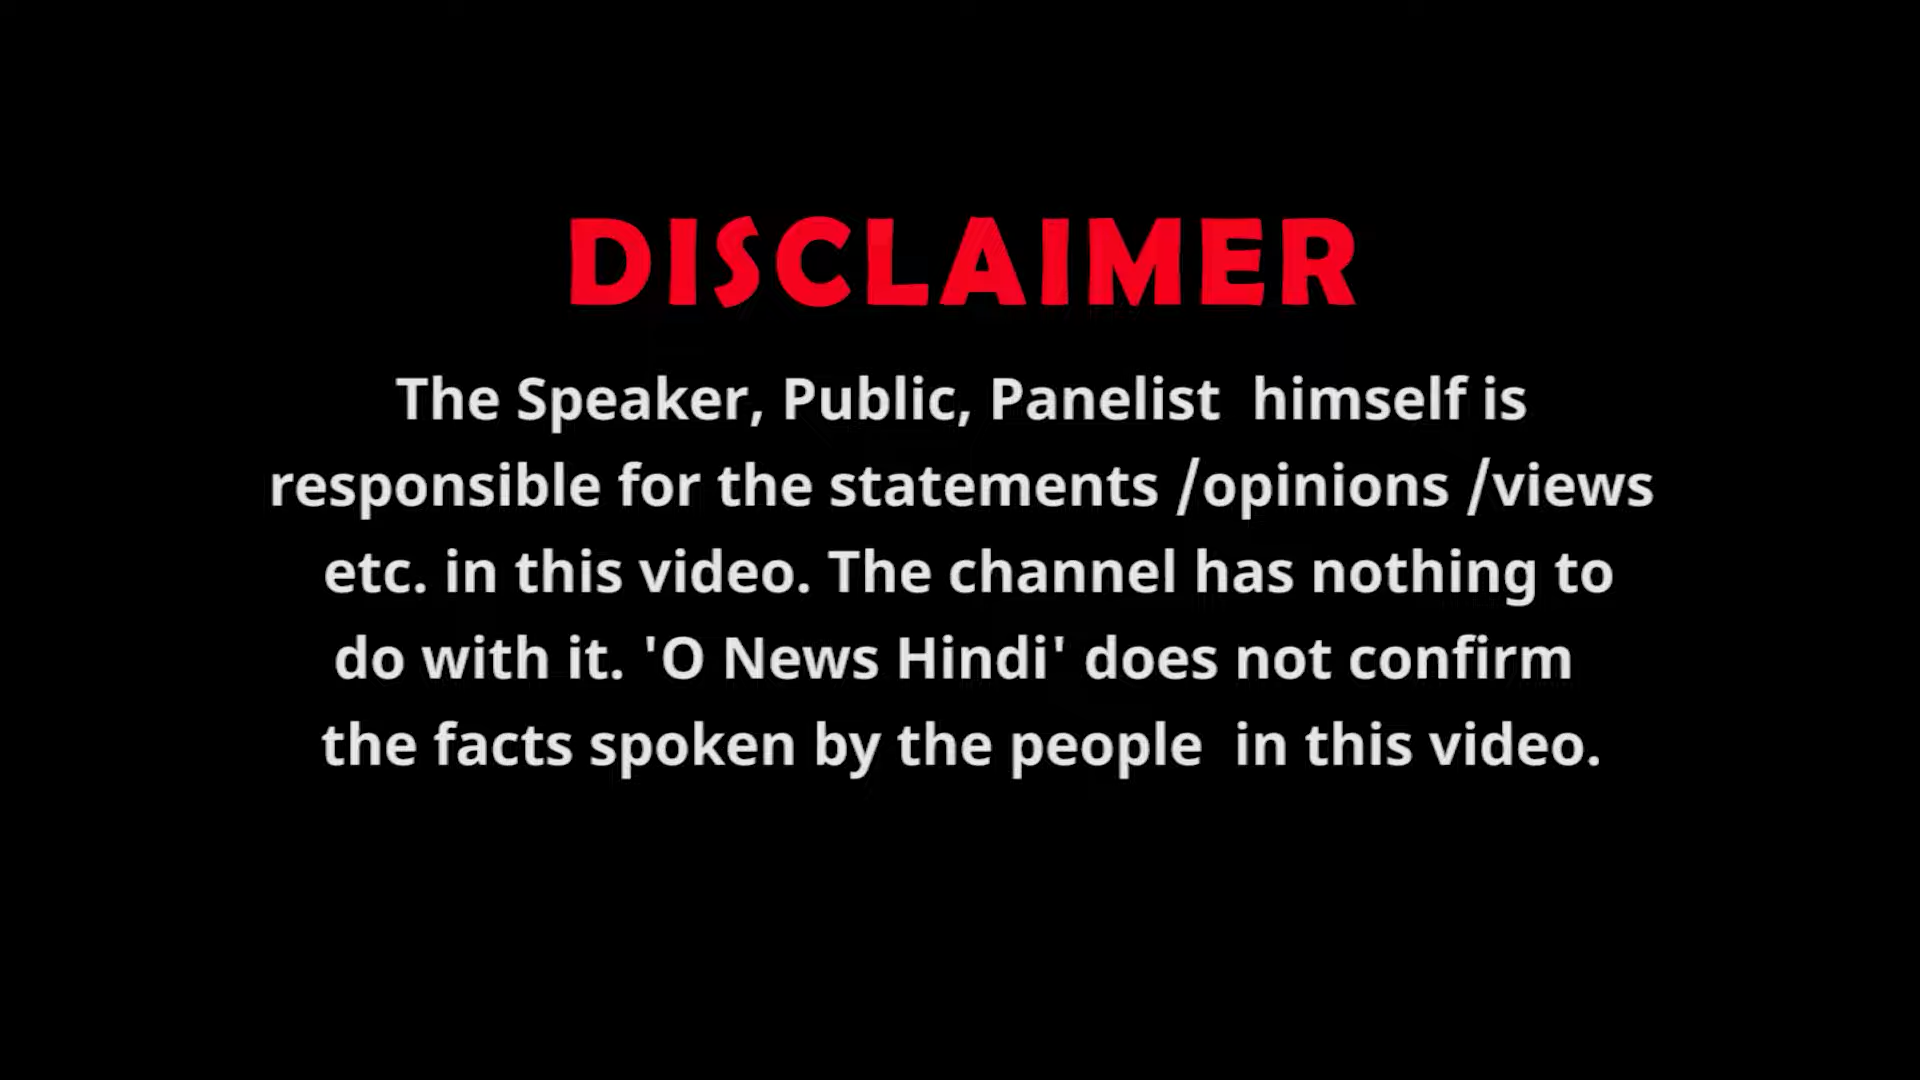 DISCLAIMER
The Speaker, Public, Panelist  himself is
responsible for the statements /opinions /views
etc. in this video. The channel has nothing to
do with it. 'O News Hindi' does not confirm
the facts spoken by the people  in this video.